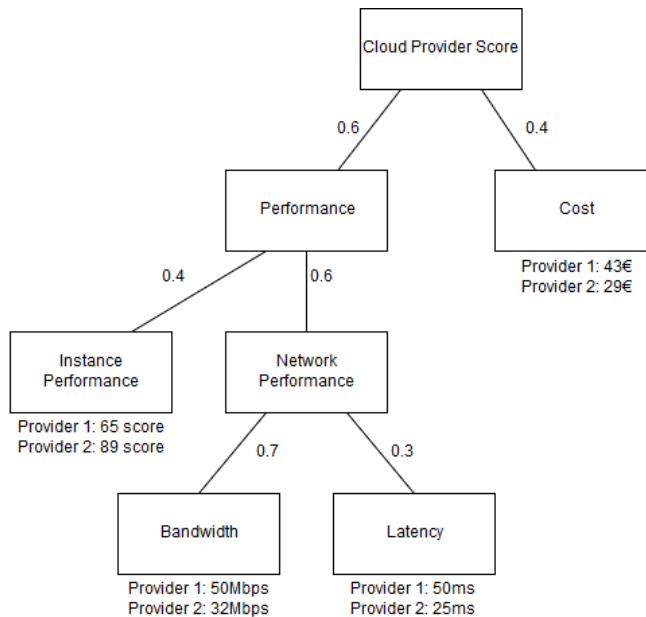 Cloud Provider Score
0.6
0.4
Performance
Cost
Provider 1: 43€
Provider 2: 29€
0.4
0.6
Instance
Performance
Provider 1: 65 score
Provider 2: 89 score
Network
Performance
0.7
0.3
Bandwidth
Latency
Provider 1: 50Mbps
Provider 2: 32Mbps
Provider 1: 50ms
Provider 2: 25ms